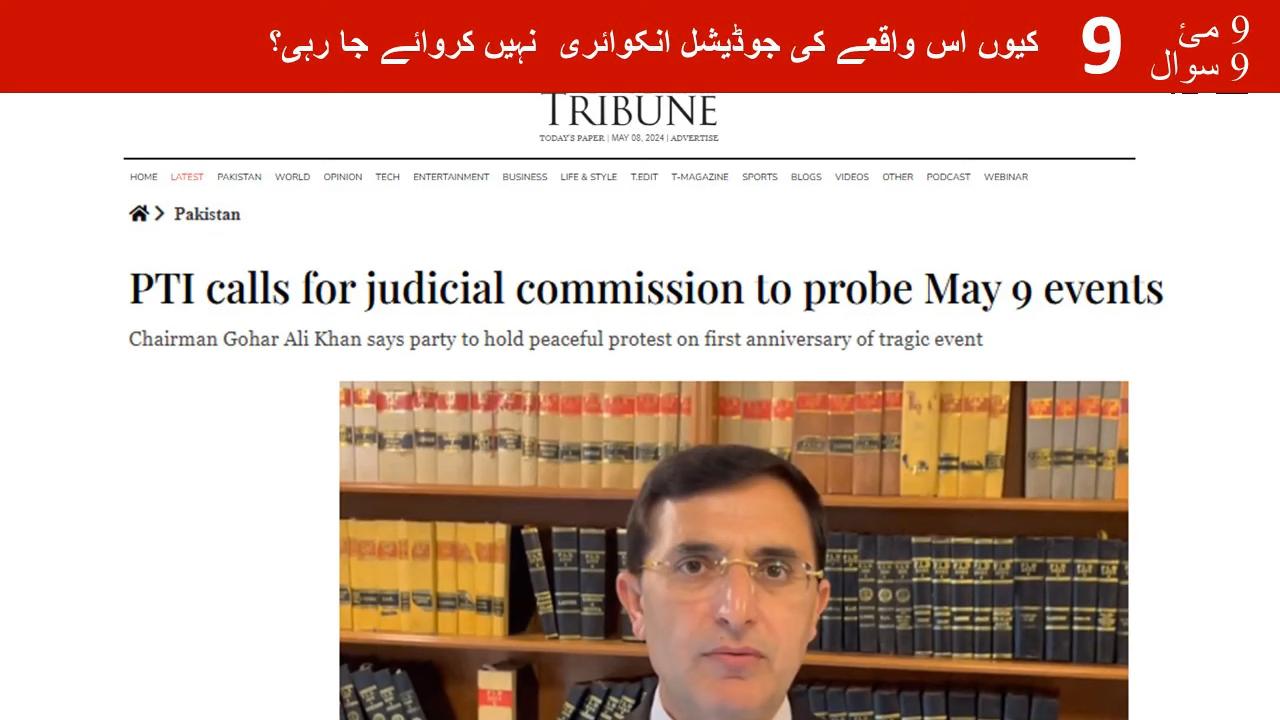 9 مئ
9 سوال
9
کیوں اس واقعے کی جوڈیشل انکوائری نہیں کروائے جا رہی؟
TRIBUNE
TODAY'S PAPER | MAY 08, 2024 | ADVERTISE
HOME LATEST PAKISTAN WORLD OPINION TECH ENTERTAINMENT BUSINESS LIFE & STYLE T.EDIT T-MAGAZINE SPORTS BLOGS VIDEOS OTHER PODCAST WEBINAR
Pakistan
PTI calls for judicial commission to probe May 9 events
Chairman Gohar Ali Khan says party to hold peaceful protest on first anniversary of tragic event